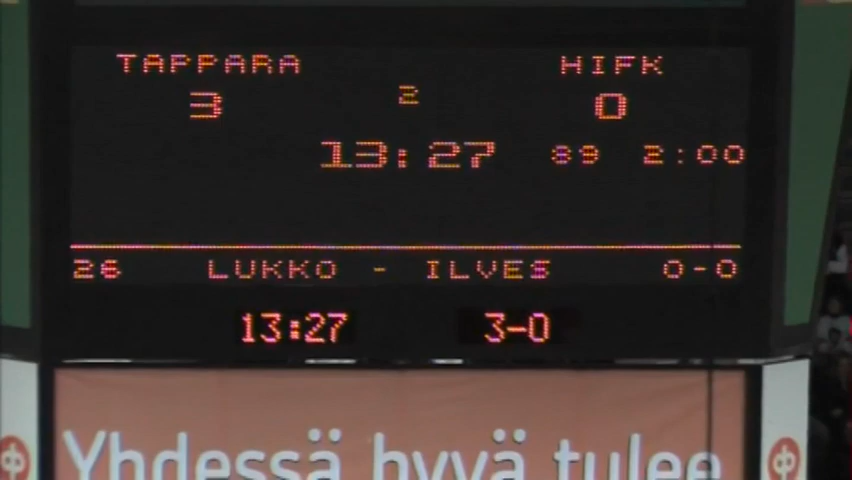 TAPPARA HIFK
3 2 0
13:27 89 2:00
26 LUKKO - ILVES 0-0
13:27 3-0
Yhdessä hyvä tulee